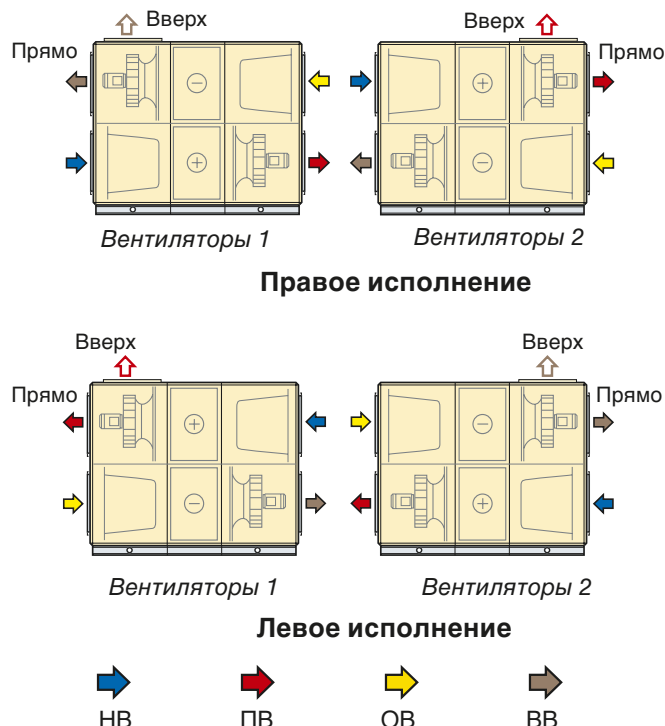 Вверх
Вверх
Прямо
Прямо
Вентиляторы 1
Вентиляторы 2
Правое исполнение
Вверх
Вверх
Прямо
Прямо
Вентиляторы 1
Вентиляторы 2
Левое исполнение
НВ
ПВ
ОВ
ВВ